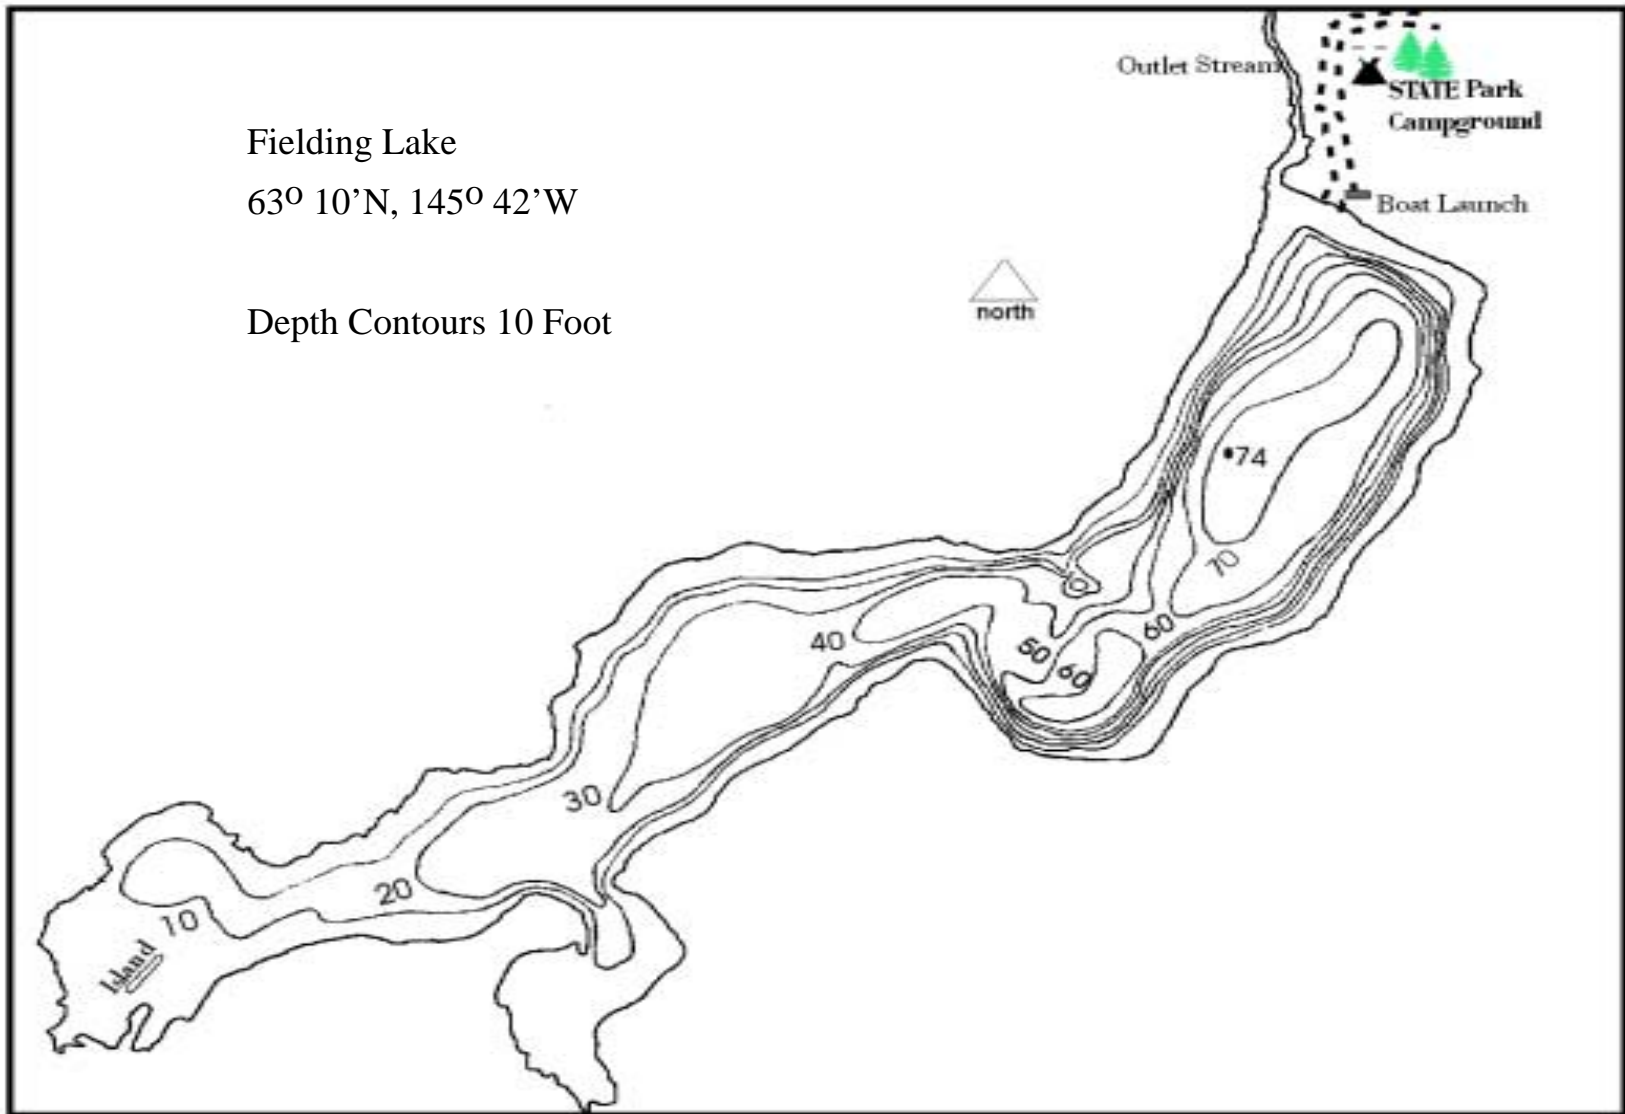 Outlet Stream
STATE Park
Campground
Fielding Lake
63º 10’N, 145º 42’W
Boat Launch
north
Depth Contours 10 Foot
74
70
60
40
50
60
30
20
10
Island